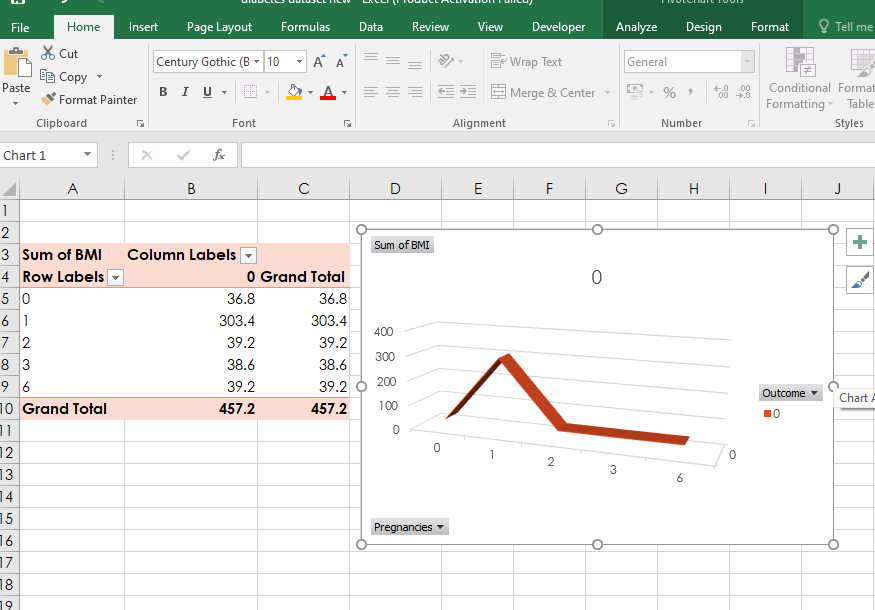 diabetes dataset new - Excel (Product Activation Failed)
PivotChart Tools
File Home Insert Page Layout Formulas Data Review View Developer Analyze Design Format Tell me
Cut
Copy
Format Painter
Paste
Clipboard
Century Gothic (B 10
B I U
Font
Wrap Text
Merge & Center
Alignment
General
%
Number
Conditional
Formatting
Format
Table
Styles
Chart 1
fx
A B C D E F G H I J
1
2
3 Sum of BMI Column Labels
4 Row Labels 0 Grand Total
5 0 36.8 36.8
6 1 303.4 303.4
7 2 39.2 39.2
8 3 38.6 38.6
9 6 39.2 39.2
10 Grand Total 457.2 457.2
11
12
13
14
15
16
17
18
19
Sum of BMI
0
400
300
200
100
0
0 1 2 3 6
0
Outcome
0
Pregnancies
Chart A